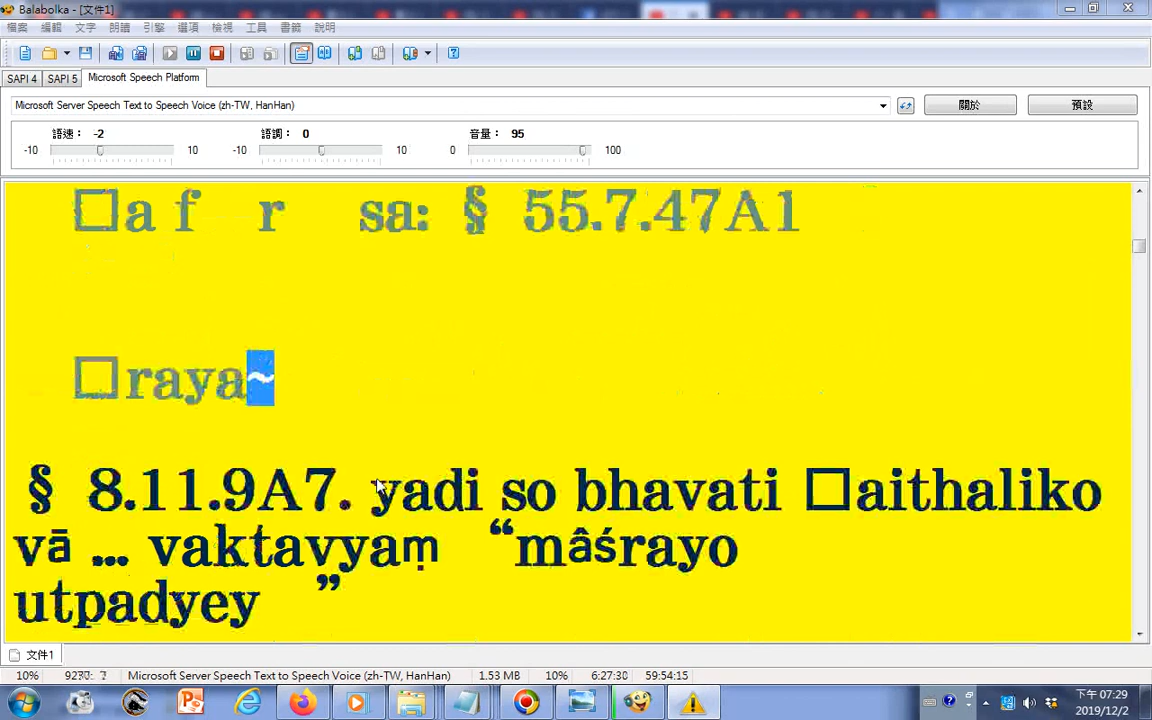 Balabolka - [文件1]
檔案 編輯 文字 朗讀 引擎 選項 檢視 工具 書籤 說明
SAPI 4 SAPI 5 Microsoft Speech Platform
Microsoft Server Speech Text to Speech Voice (zh-TW, HanHan) 關於 預設
語速： -2 語調： 0 音量： 95
-10 10 -10 10 0 100
□a f r sa: § 55.7.47A1
□raya~
§ 8.11.9A7. yadi so bhavati □aithaliko
vā ... vaktavyaṃ “mâśrayo
utpadyey ”
文件1
10% Microsoft Server Speech Text to Speech Voice (zh-TW, HanHan) 1.53 MB 10% 6:27:30 59:54:15
下午 07:29
2019/12/2